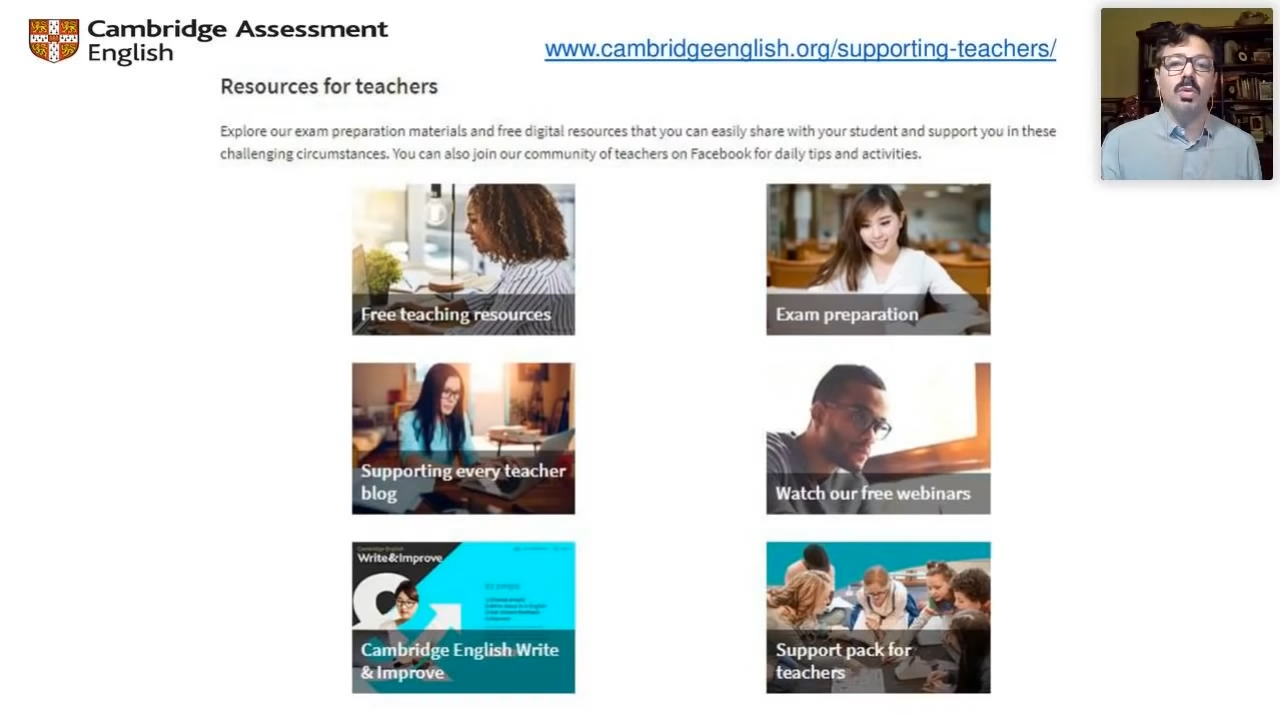 Cambridge Assessment
English
www.cambridgeenglish.org/supporting-teachers/
Resources for teachers
Explore our exam preparation materials and free digital resources that you can easily share with your student and support you in these
challenging circumstances. You can also join our community of teachers on Facebook for daily tips and activities.
Free teaching resources
Exam preparation
Supporting every teacher
blog
Watch our free webinars
Cambridge English
Write&Improve
Cambridge English Write
& Improve
Support pack for
teachers